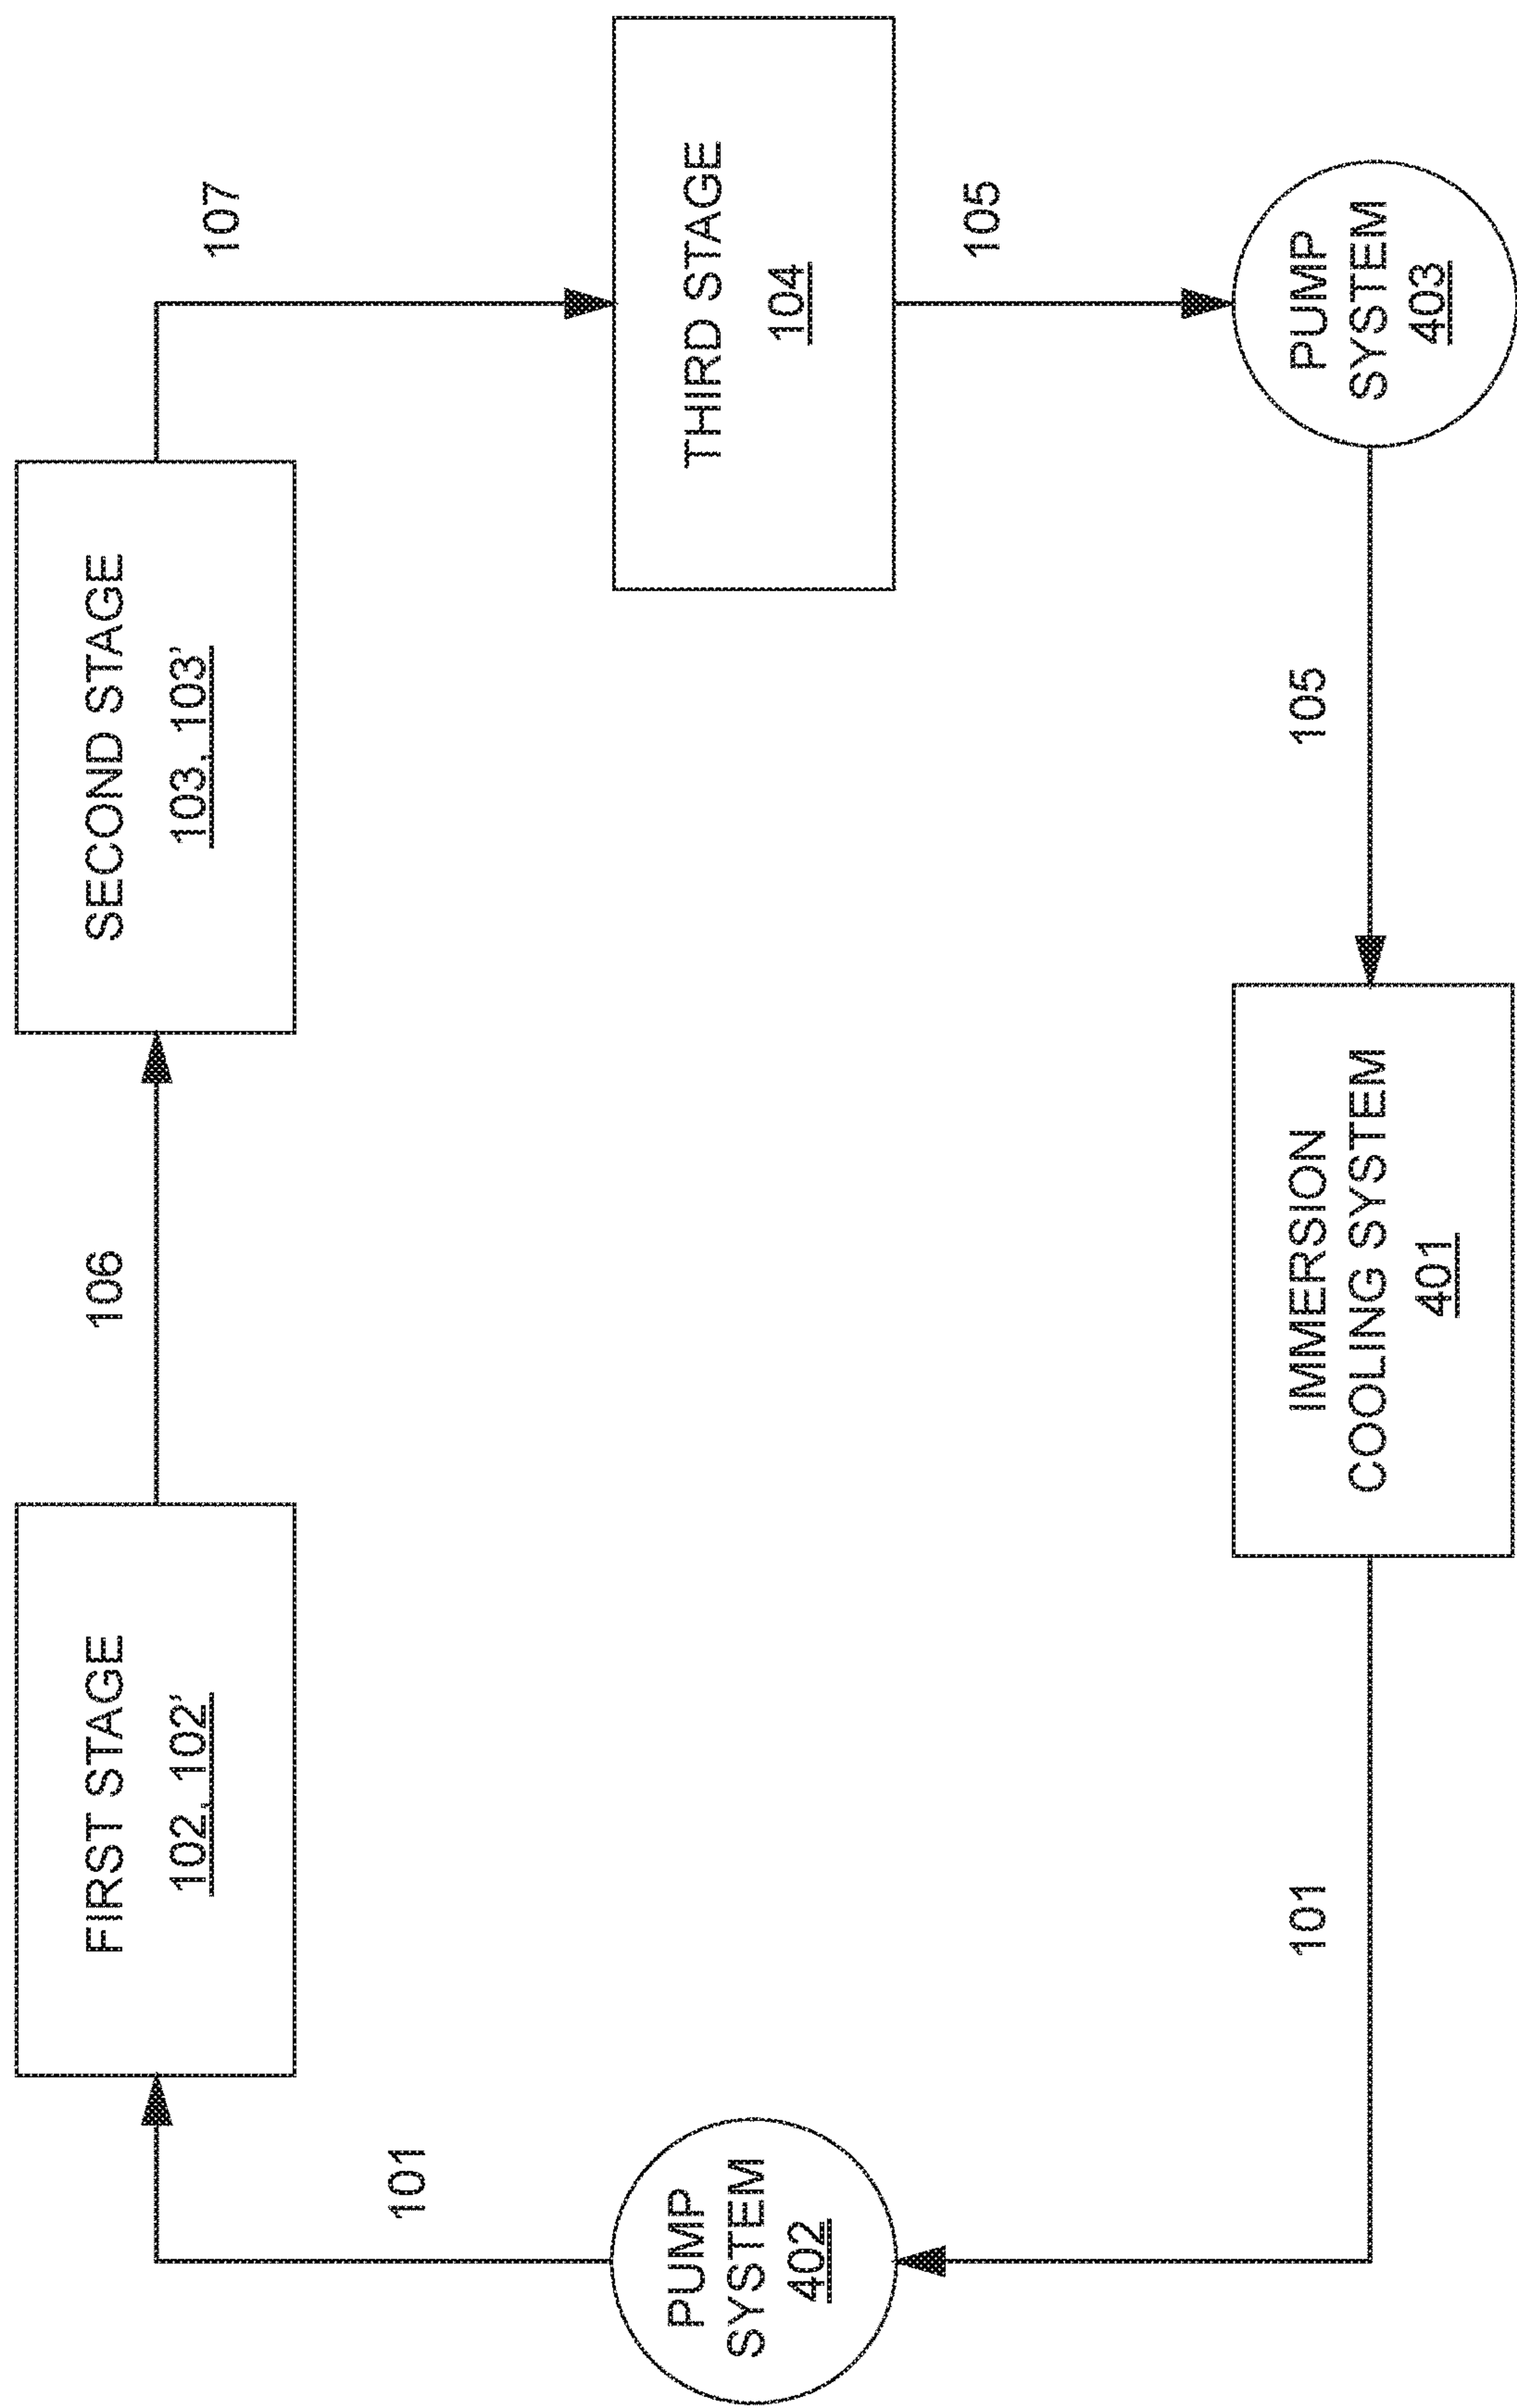 FIRST STAGE
102, 102'
106
SECOND STAGE
103, 103'
107
101
PUMP
SYSTEM
402
THIRD STAGE
104
105
101
IMMERSION
COOLING SYSTEM
401
105
PUMP
SYSTEM
403